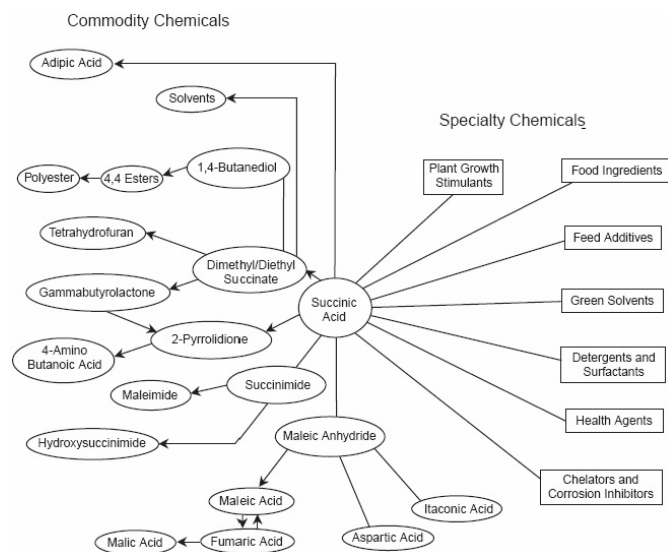 Commodity Chemicals
Adipic Acid
Solvents
Specialty Chemicals
Plant Growth
Stimulants
Food Ingredients
1,4-Butanediol
Polyester
4,4 Esters
Tetrahydrofuran
Feed Additives
Dimethyl/Diethyl
Succinate
Gammabutyrolactone
Succinic
Acid
Green Solvents
2-Pyrrolidione
4-Amino
Butanoic Acid
Detergents and
Surfactants
Succinimide
Maleimide
Health Agents
Hydroxysuccinimide
Maleic Anhydride
Chelators and
Corrosion Inhibitors
Maleic Acid
Itaconic Acid
Malic Acid
Fumaric Acid
Aspartic Acid